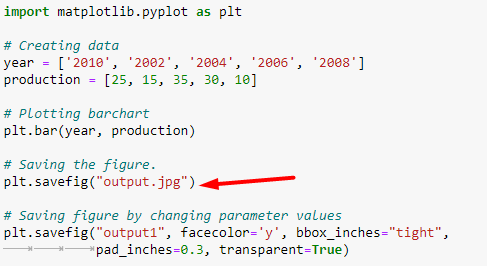 import matplotlib.pyplot as plt
# Creating data
year = ['2010', '2002', '2004', '2006', '2008']
production = [25, 15, 35, 30, 10]
# Plotting barchart
plt.bar(year, production)
# Saving the figure.
plt.savefig("output.jpg")
# Saving figure by changing parameter values
plt.savefig("output1", facecolor='y', bbox_inches="tight",
pad_inches=0.3, transparent=True)